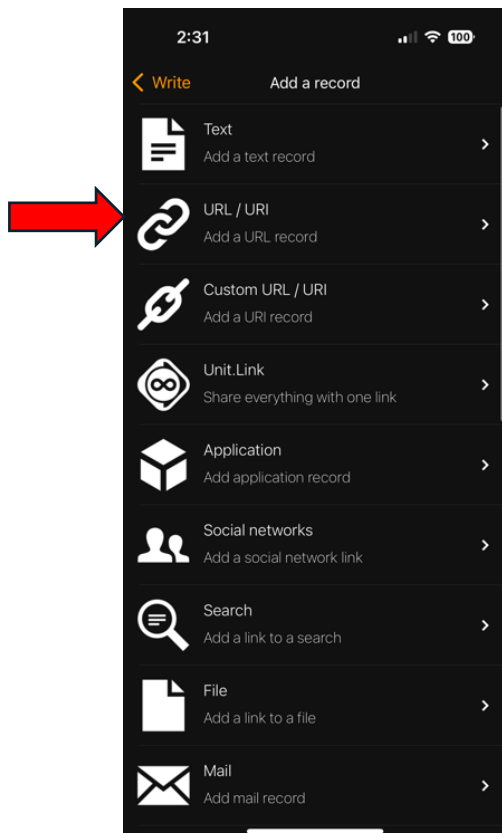 2:31
100
Write
Add a record
Text
Add a text record
URL / URI
Add a URL record
Custom URL / URI
Add a URI record
Unit.Link
Share everything with one link
Application
Add application record
Social networks
Add a social network link
Search
Add a link to a search
File
Add a link to a file
Mail
Add mail record